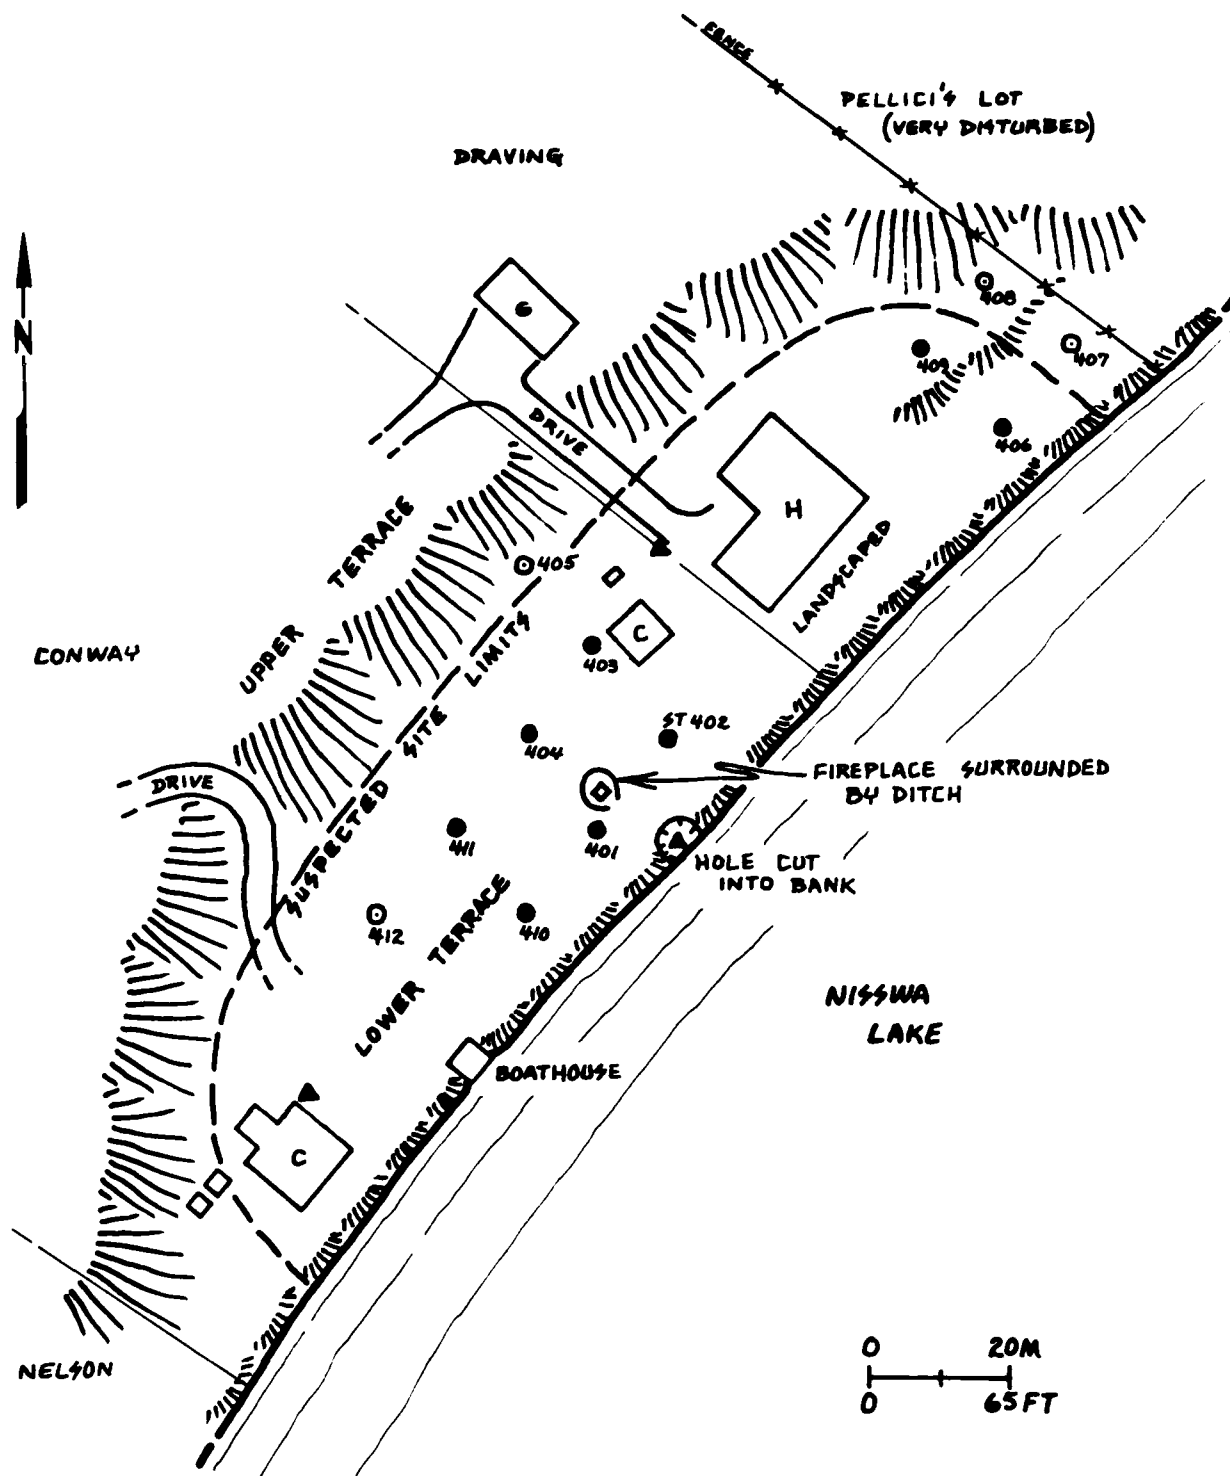 FENCE
PELLICI'S LOT
(VERY DISTURBED)
DRAVING
N
G
408
409
407
DRIVE
406
H
UPPER TERRACE
405
LANDSCAPED
C
403
CONWAY
SUSPECTED SITE LIMITS
ST 402
404
DRIVE
FIREPLACE SURROUNDED
BY DITCH
411
401
HOLE CUT
INTO BANK
412
410
LOWER TERRACE
NISSWA
LAKE
BOATHOUSE
C
NELSON
0 20M
0 65 FT